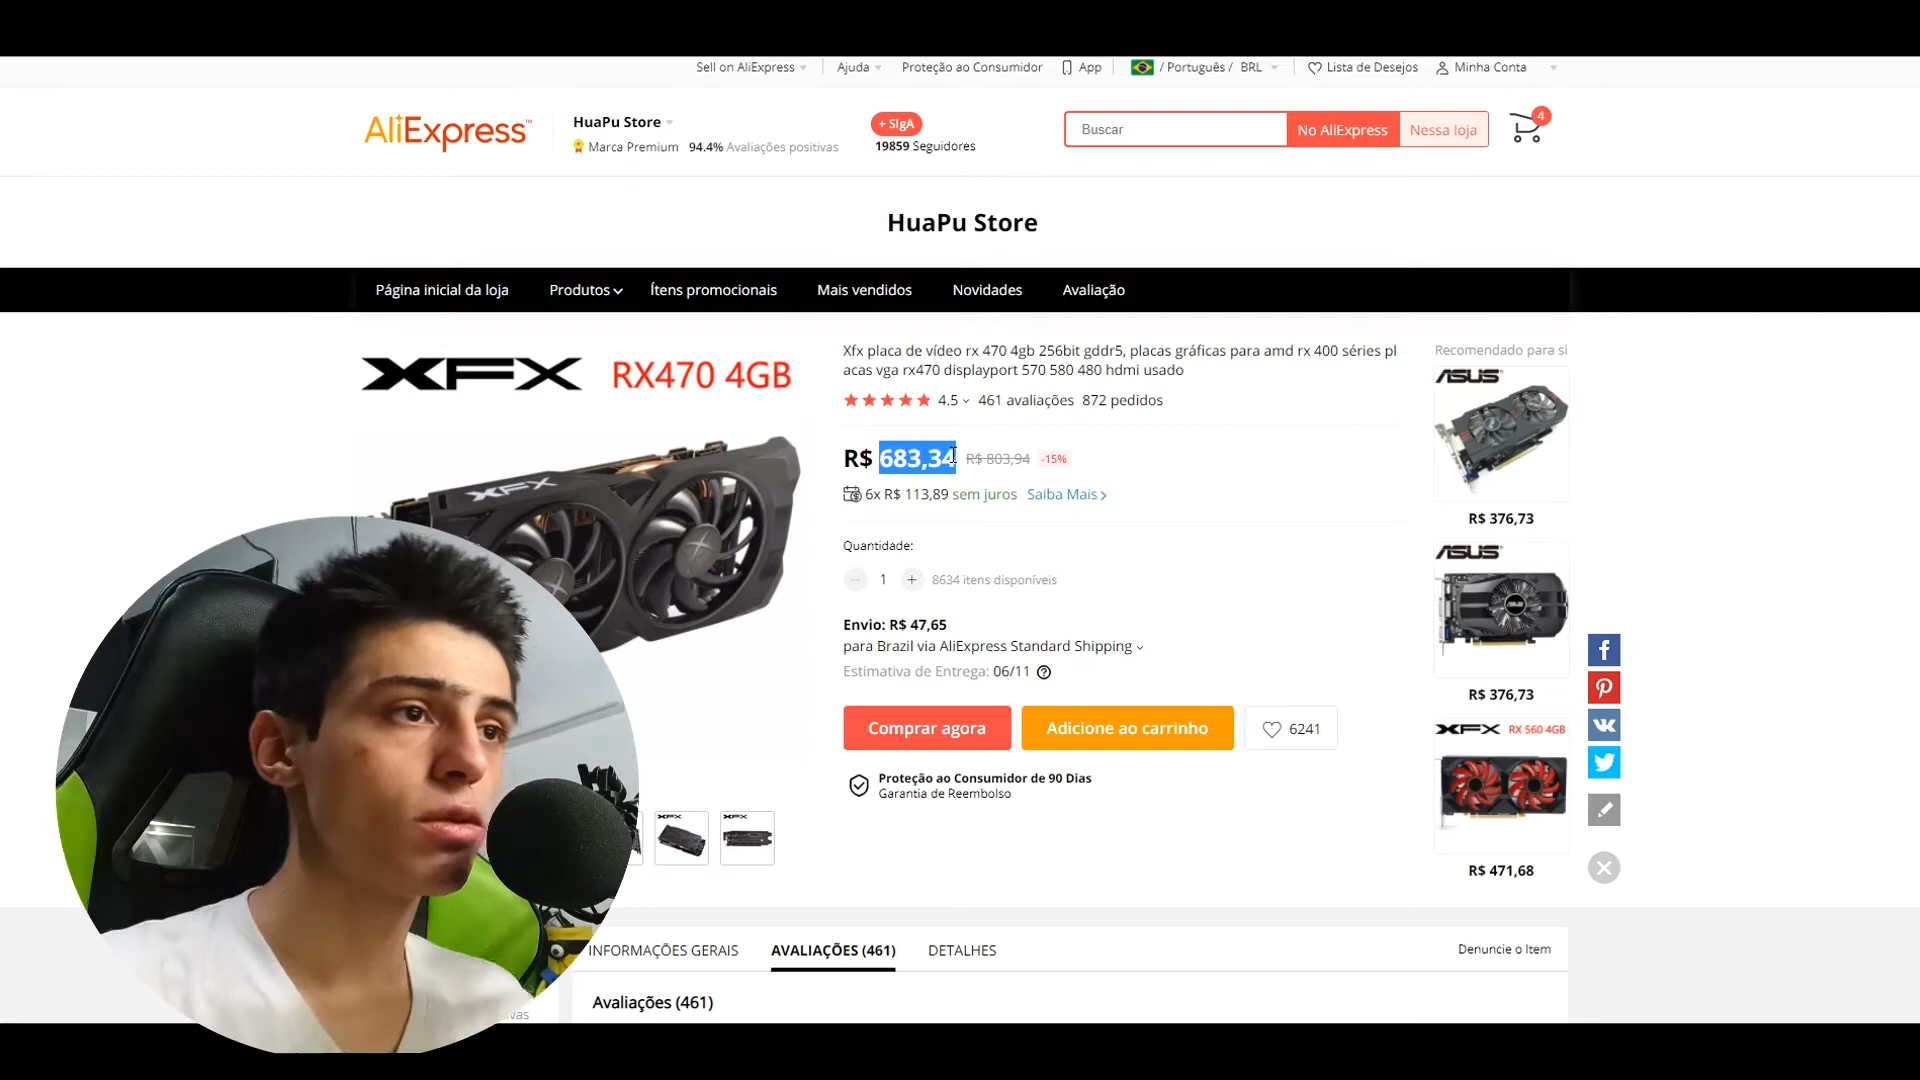 Sell on AliExpress
Ajuda
Proteção ao Consumidor
App
/ Português / BRL
Lista de Desejos
Minha Conta
AliExpress™
HuaPu Store
Marca Premium 94.4% Avaliações positivas
+ SIgA
19859 Seguidores
Buscar
No AliExpress
Nessa loja
4
HuaPu Store
Página inicial da loja
Produtos
Ítens promocionais
Mais vendidos
Novidades
Avaliação
XFX RX470 4GB
XFX
Xfx placa de vídeo rx 470 4gb 256bit gddr5, placas gráficas para amd rx 400 séries pl
acas vga rx470 displayport 570 580 480 hdmi usado
4.5 461 avaliações 872 pedidos
R$ 683,34 R$ 803,94 -15%
6x R$ 113,89 sem juros Saiba Mais
Quantidade:
1 + 8634 itens disponíveis
Envio: R$ 47,65
para Brazil via AliExpress Standard Shipping
Estimativa de Entrega: 06/11
Comprar agora
Adicione ao carrinho
6241
Proteção ao Consumidor de 90 Dias
Garantia de Reembolso
XFX
XFX
Recomendado para si
ASUS
R$ 376,73
ASUS
R$ 376,73
XFX RX 560 4GB
R$ 471,68
INFORMAÇÕES GERAIS
AVALIAÇÕES (461)
DETALHES
Denuncie o Item
Avaliações (461)